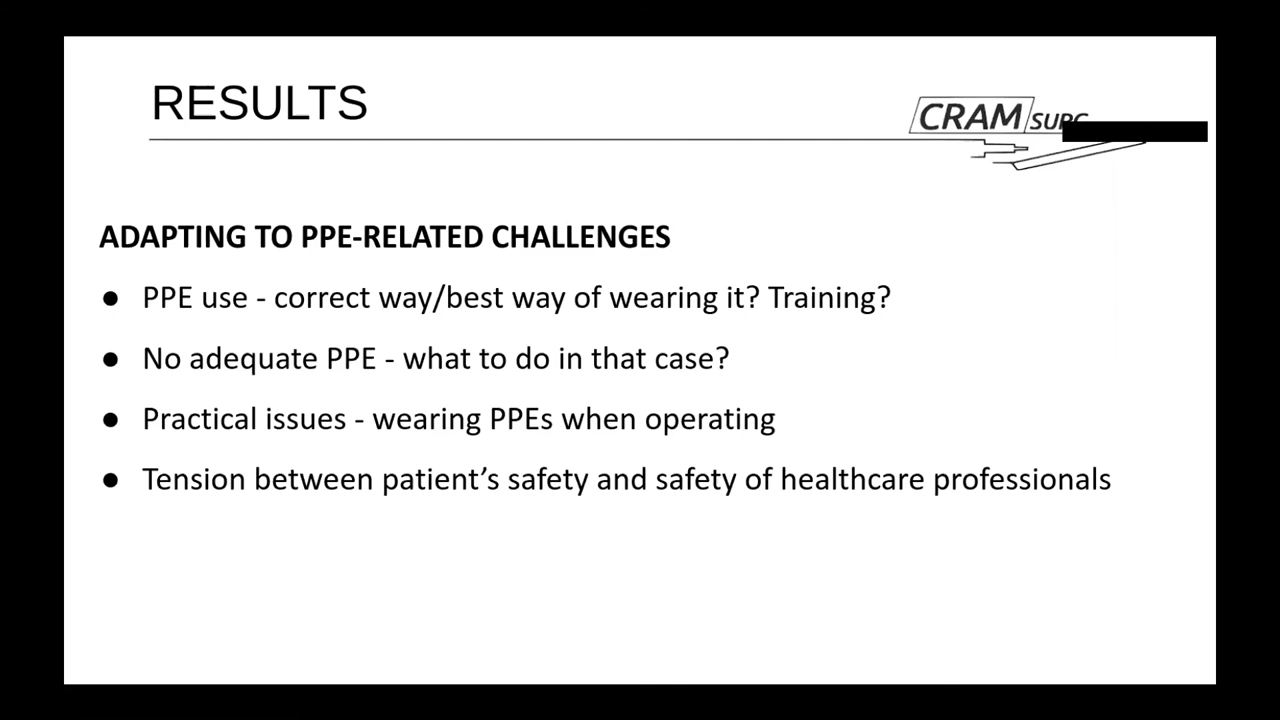 RESULTS
CRAM
ADAPTING TO PPE-RELATED CHALLENGES
● PPE use - correct way/best way of wearing it? Training?
● No adequate PPE - what to do in that case?
● Practical issues - wearing PPEs when operating
● Tension between patient’s safety and safety of healthcare professionals